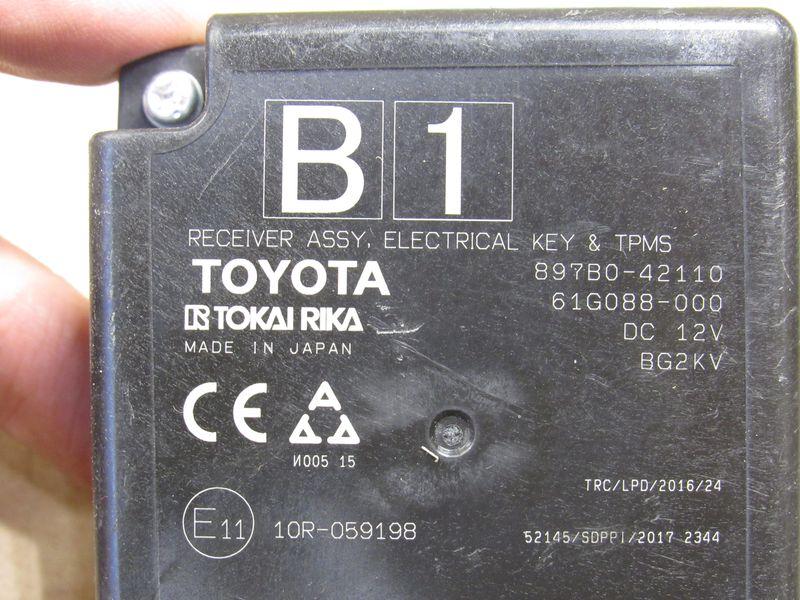 B 1
RECEIVER ASSY, ELECTRICAL KEY & TPMS
TOYOTA
897B0-42110
61G088-000
TOKAI RIKA
DC 12V
MADE IN JAPAN
BG2KV
CE
И005 15
TRC/LPD/2016/24
E11 10R-059198
52145/SDPPI/2017 2344